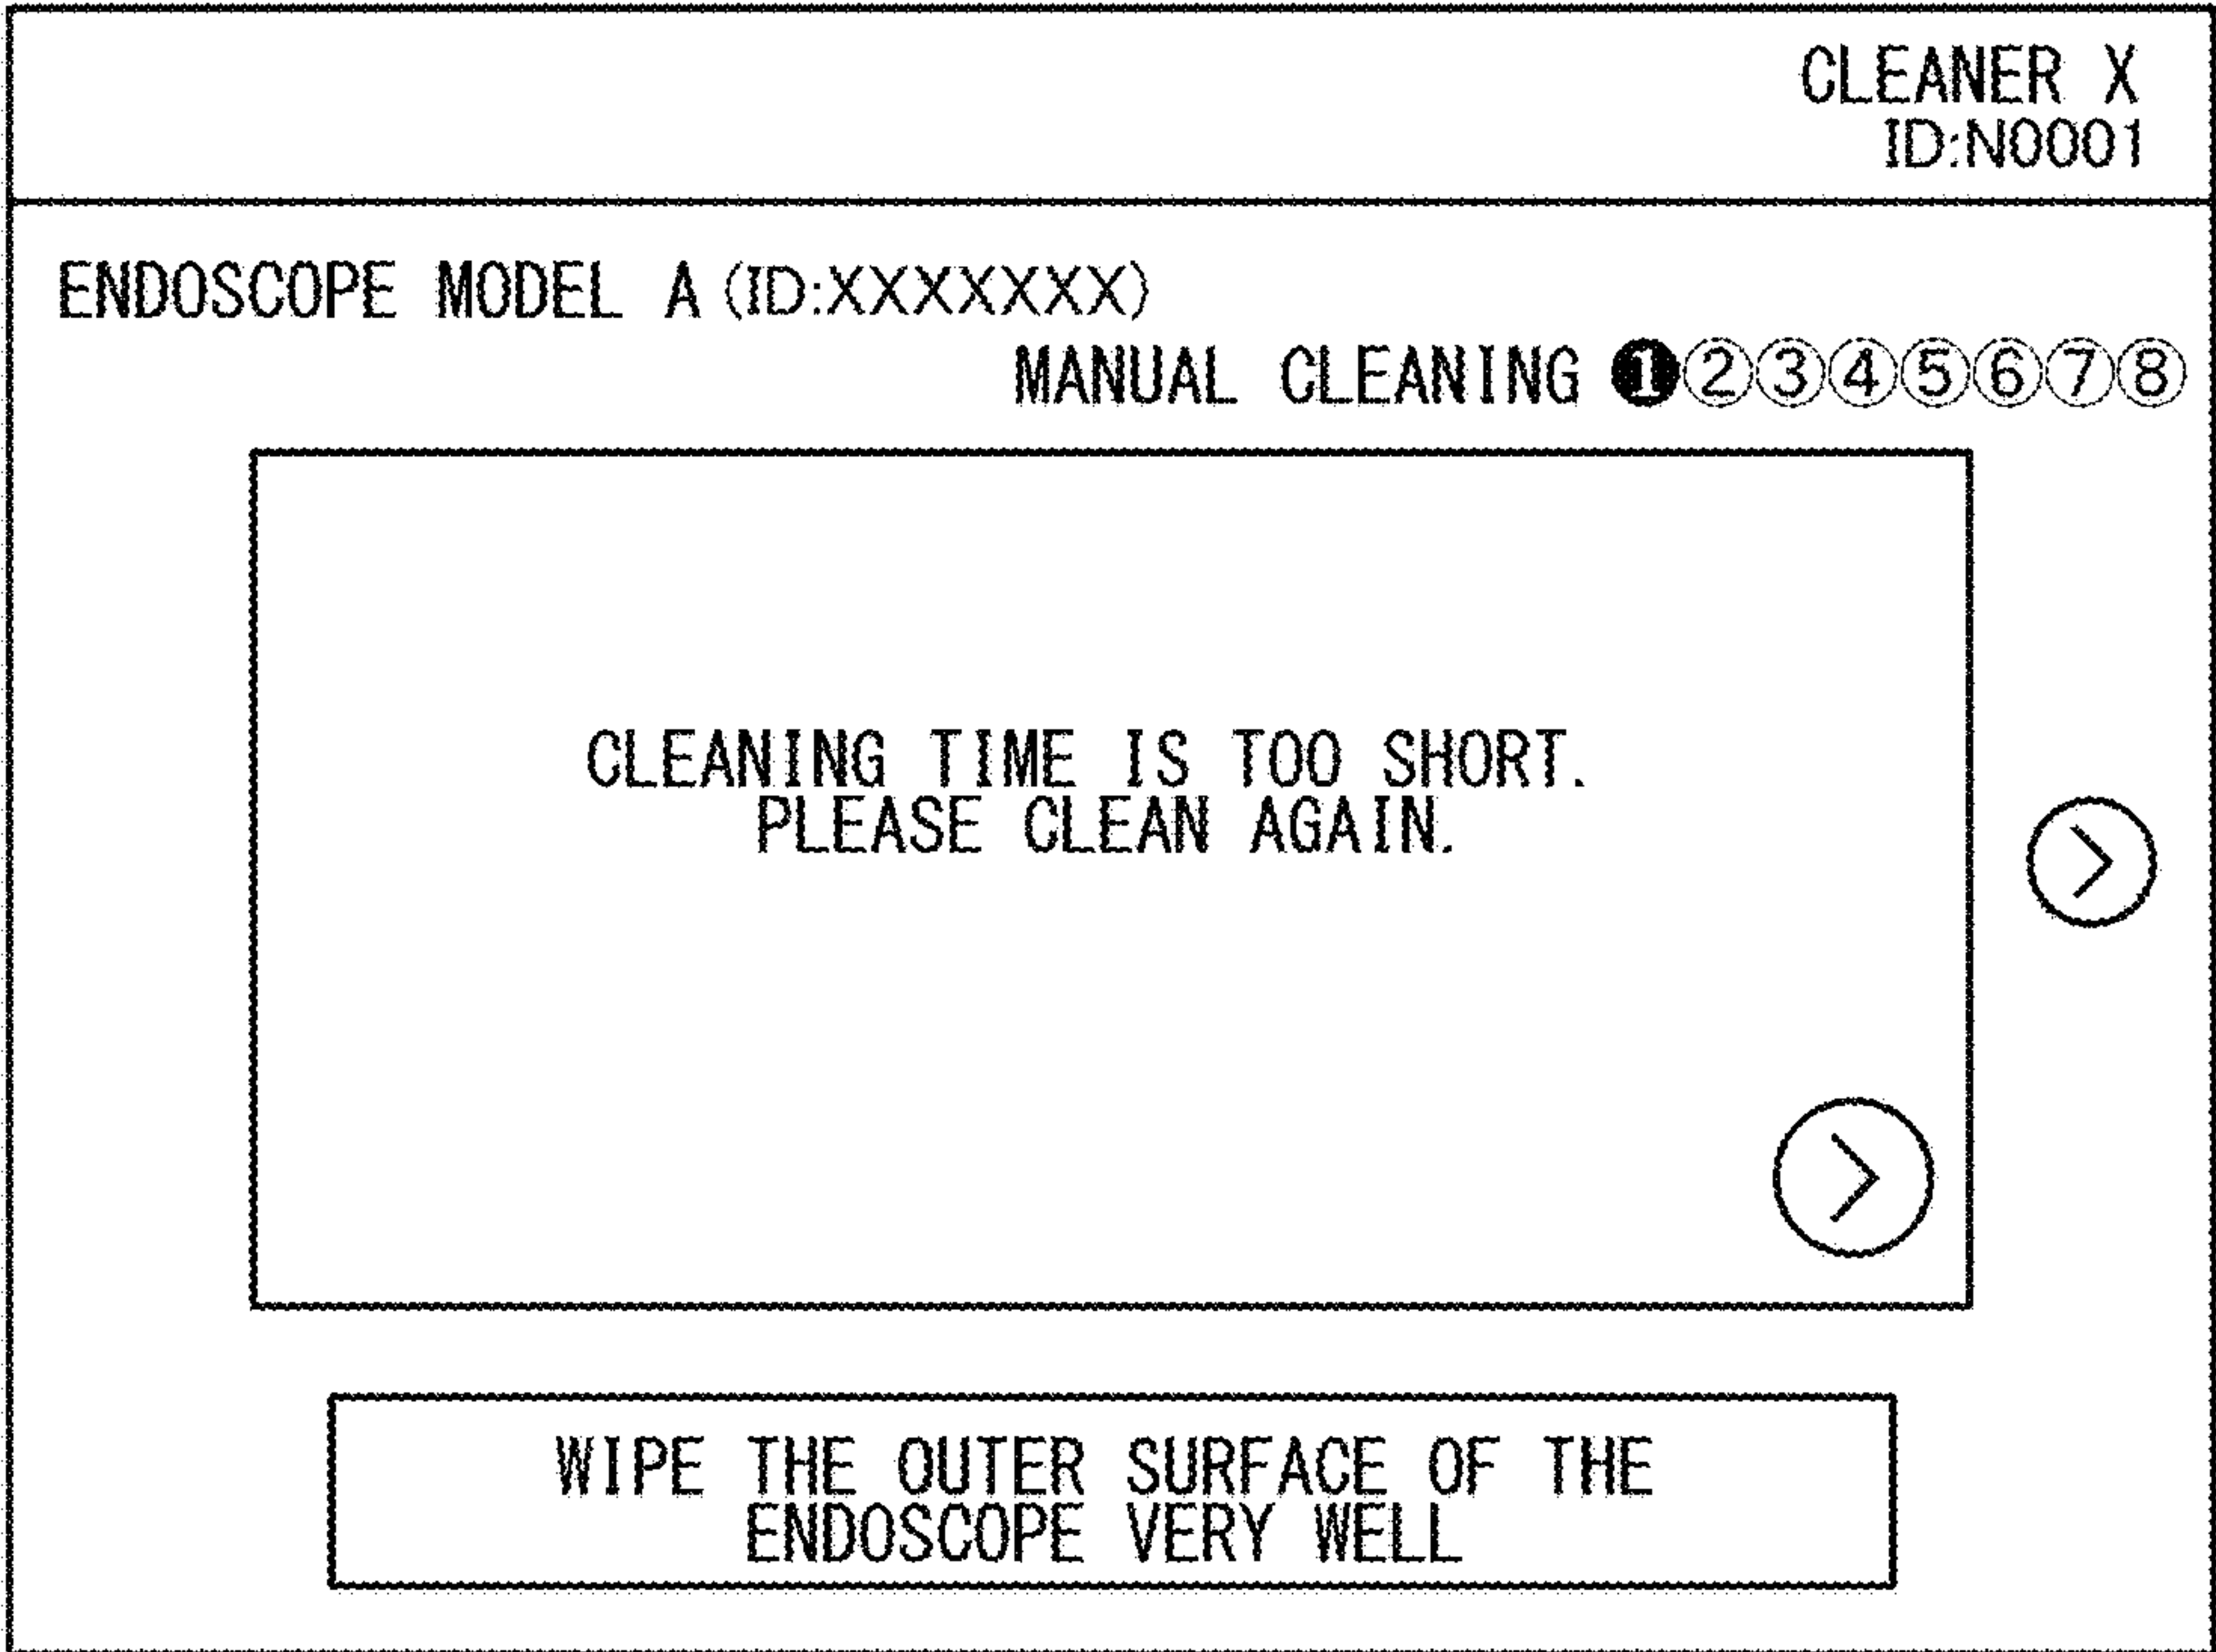 CLEANER X
ID:N0001
ENDOSCOPE MODEL A (ID:XXXXXXX)
MANUAL CLEANING ❶②③④⑤⑥⑦⑧
CLEANING TIME IS TOO SHORT.
PLEASE CLEAN AGAIN.
WIPE THE OUTER SURFACE OF THE
ENDOSCOPE VERY WELL